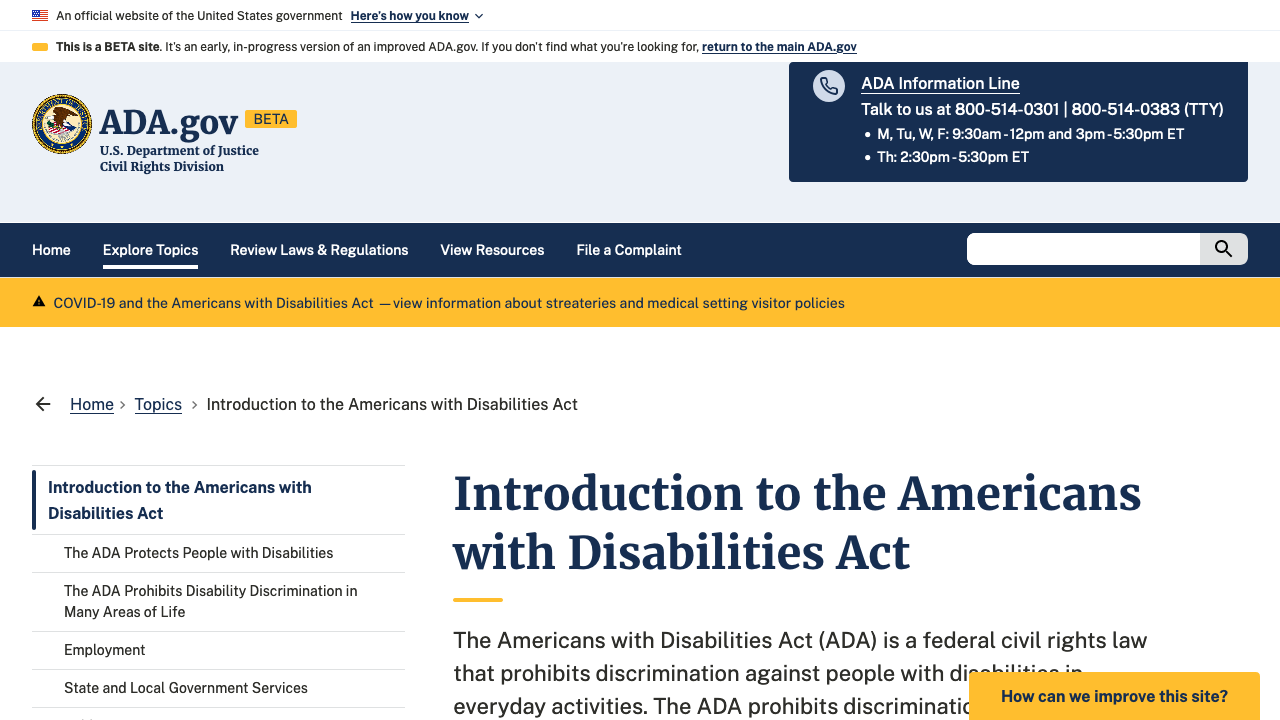 An official website of the United States government Here's how you know
This is a BETA site. It's an early, in-progress version of an improved ADA.gov. If you don't find what you're looking for, return to the main ADA.gov
ADA.gov BETA
U.S. Department of Justice
Civil Rights Division
ADA Information Line
Talk to us at 800-514-0301 | 800-514-0383 (TTY)
• M, Tu, W, F: 9:30am-12pm and 3pm-5:30pm ET
• Th: 2:30pm-5:30pm ET
Home Explore Topics Review Laws & Regulations View Resources File a Complaint
COVID-19 and the Americans with Disabilities Act —view information about streateries and medical setting visitor policies
Home › Topics › Introduction to the Americans with Disabilities Act
Introduction to the Americans with
Disabilities Act
The ADA Protects People with Disabilities
The ADA Prohibits Disability Discrimination in
Many Areas of Life
Employment
State and Local Government Services
Introduction to the Americans
with Disabilities Act
The Americans with Disabilities Act (ADA) is a federal civil rights law
that prohibits discrimination against people with disabilities in
everyday activities. The ADA prohibits
How can we improve this site?